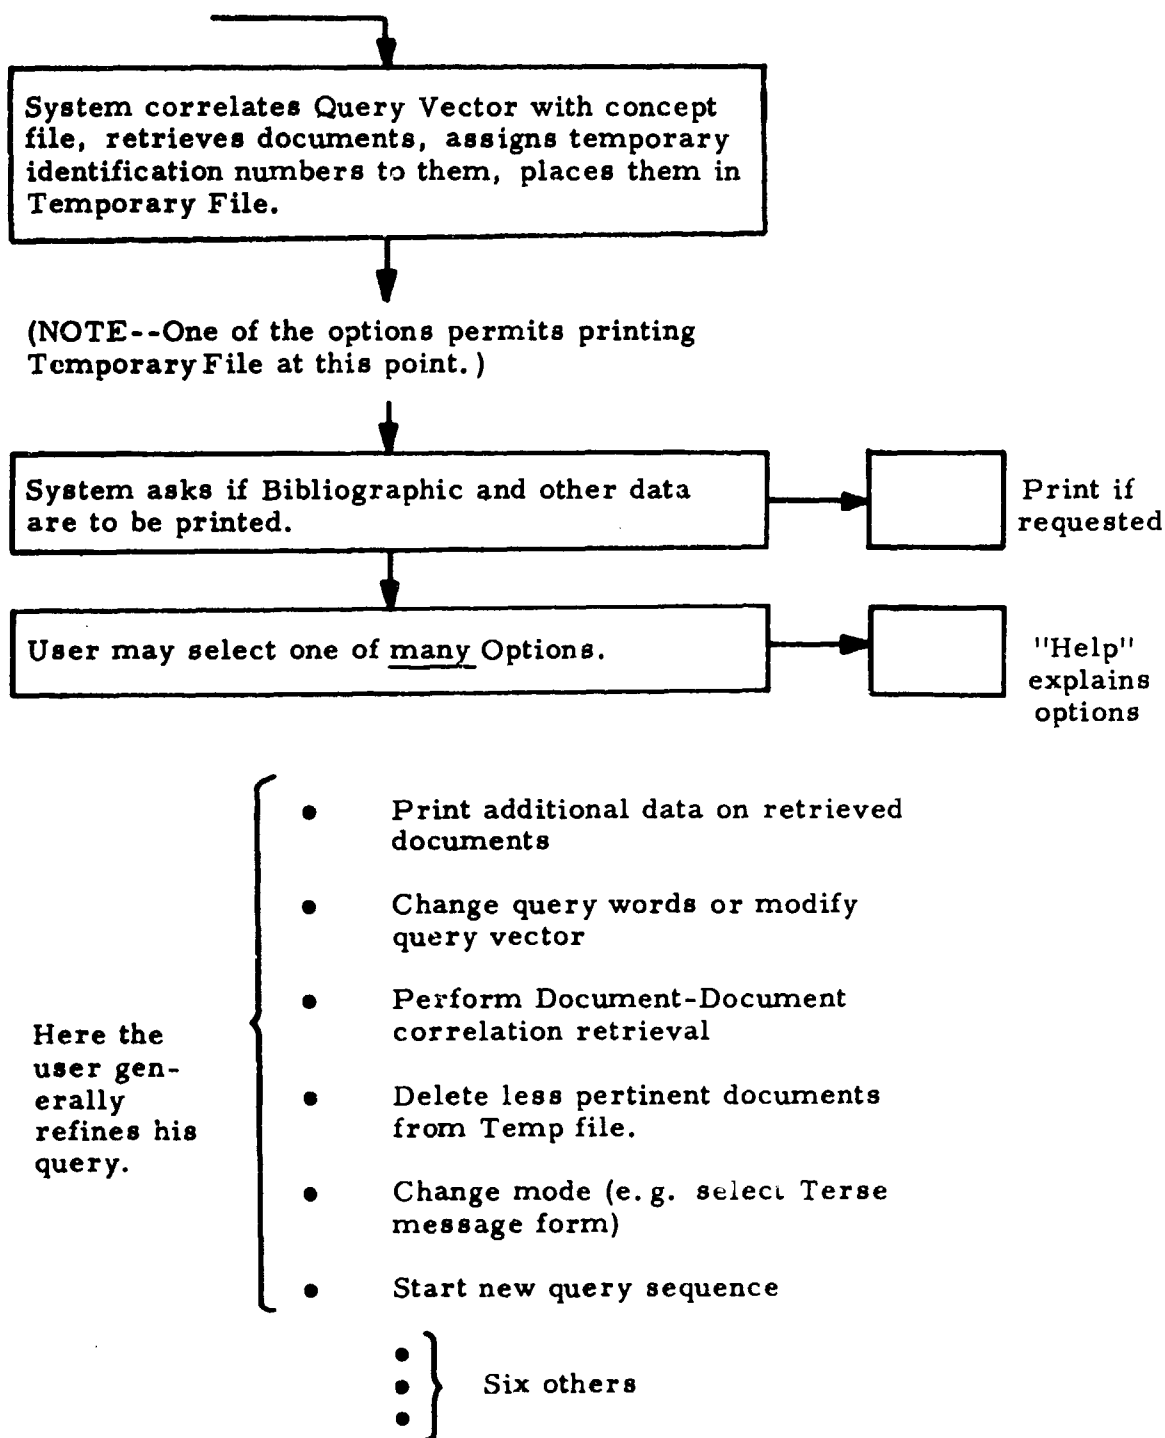 System correlates Query Vector with concept
file, retrieves documents, assigns temporary
identification numbers to them, places them in
Temporary File.
(NOTE--One of the options permits printing
Temporary File at this point.)
System asks if Bibliographic and other data
are to be printed.
Print if
requested
User may select one of many Options.
"Help"
explains
options
Here the
user gen-
erally
refines his
query.
• Print additional data on retrieved
documents
• Change query words or modify
query vector
• Perform Document-Document
correlation retrieval
• Delete less pertinent documents
from Temp file.
• Change mode (e.g. select Terse
message form)
• Start new query sequence
Six others